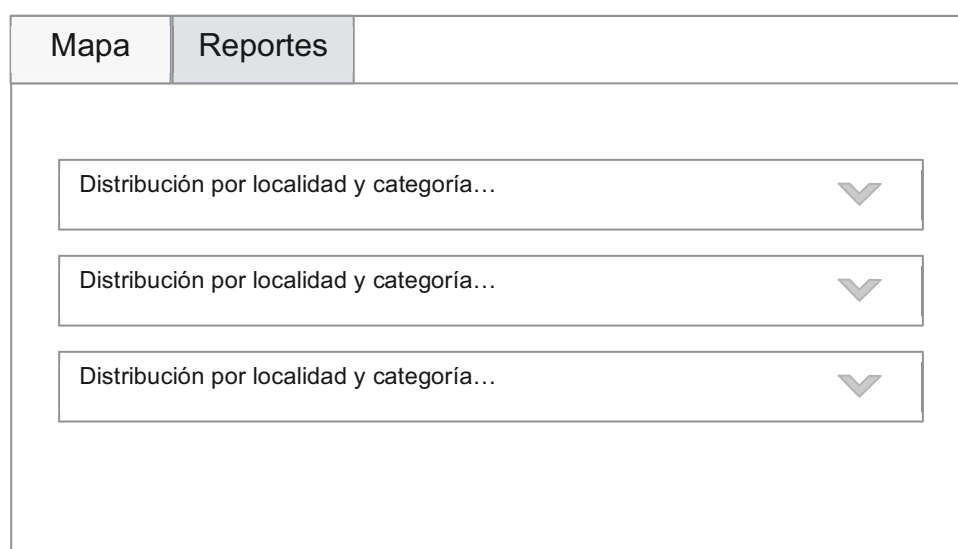 Mapa Reportes
Distribución por localidad y categoría…
Distribución por localidad y categoría…
Distribución por localidad y categoría…